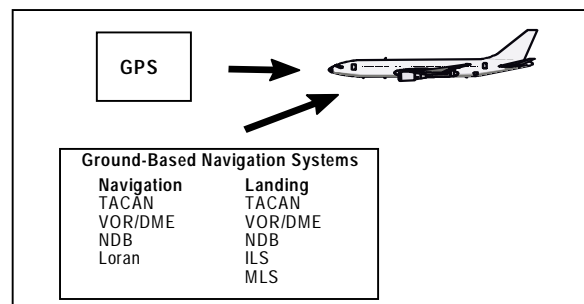 GPS
Ground-Based Navigation Systems
Navigation Landing
TACAN TACAN
VOR/DME VOR/DME
NDB NDB
Loran ILS
MLS